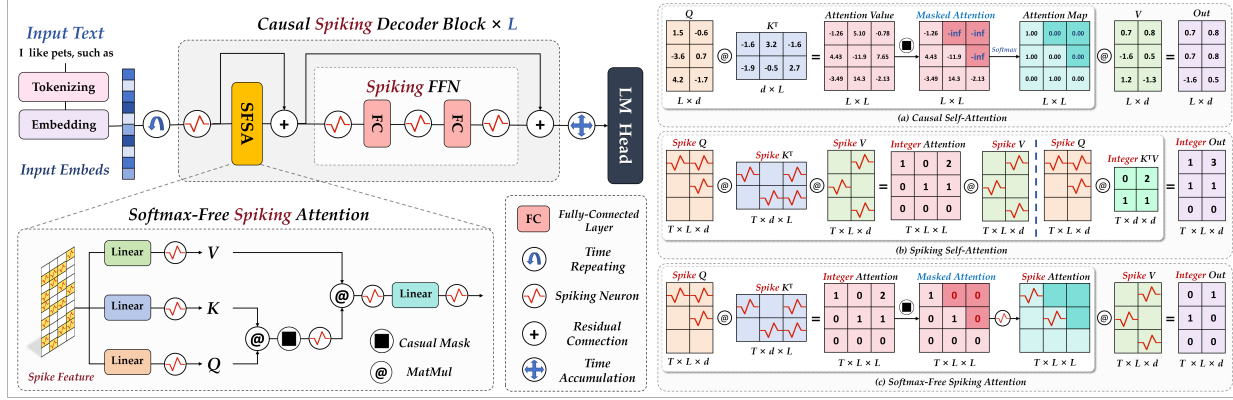 Causal Spiking Decoder Block × L
Input Text
I like pets, such as
Tokenizing
Embedding
Input Embeds
SFSA
+
Spiking FFN
FC
FC
+
LM Head
Softmax-Free Spiking Attention
Linear
V
Linear
K
Linear
Q
@
@
Linear
Spike Feature
Casual Mask
@
MatMul
FC
Fully-Connected
Layer
Time
Repeating
Spiking Neuron
+
Residual
Connection
Time
Accumulation
Q
1.5 -0.6
-3.6 0.7
4.2 -1.7
L × d
@
Kᵀ
-1.6 3.2 -1.6
-1.9 -0.5 2.7
d × L
=
Attention Value
-1.26 5.10 -0.78
4.43 -11.9 7.65
-3.49 14.3 -2.13
L × L
Masked Attention
-1.26 -inf -inf
4.43 -11.9 -inf
-3.49 14.3 -2.13
L × L
Softmax
Attention Map
1.00 0.00 0.00
1.00 0.00 0.00
0.00 1.00 0.00
L × L
@
V
0.7 0.8
-1.6 0.5
1.2 -1.3
L × d
=
Out
0.7 0.8
0.7 0.8
-1.6 0.5
L × d
(a) Causal Self-Attention
Spike Q
T × L × d
@
Spike Kᵀ
T × d × L
@
Spike V
T × L × d
=
Integer Attention
1 0 2
0 1 1
0 0 0
T × L × L
@
Spike V
T × L × d
Spike Q
T × L × d
@
Integer KᵀV
0 2
1 1
T × d × d
=
Integer Out
1 3
1 1
0 0
T × L × d
(b) Spiking Self-Attention
Spike Q
T × L × d
@
Spike Kᵀ
T × d × L
=
Integer Attention
1 0 2
0 1 1
0 0 0
T × L × L
Masked Attention
1 0 0
0 1 0
0 0 0
T × L × L
Spike Attention
T × L × L
@
Spike V
T × L × d
=
Integer Out
0 1
1 0
0 0
T × L × d
(c) Softmax-Free Spiking Attention